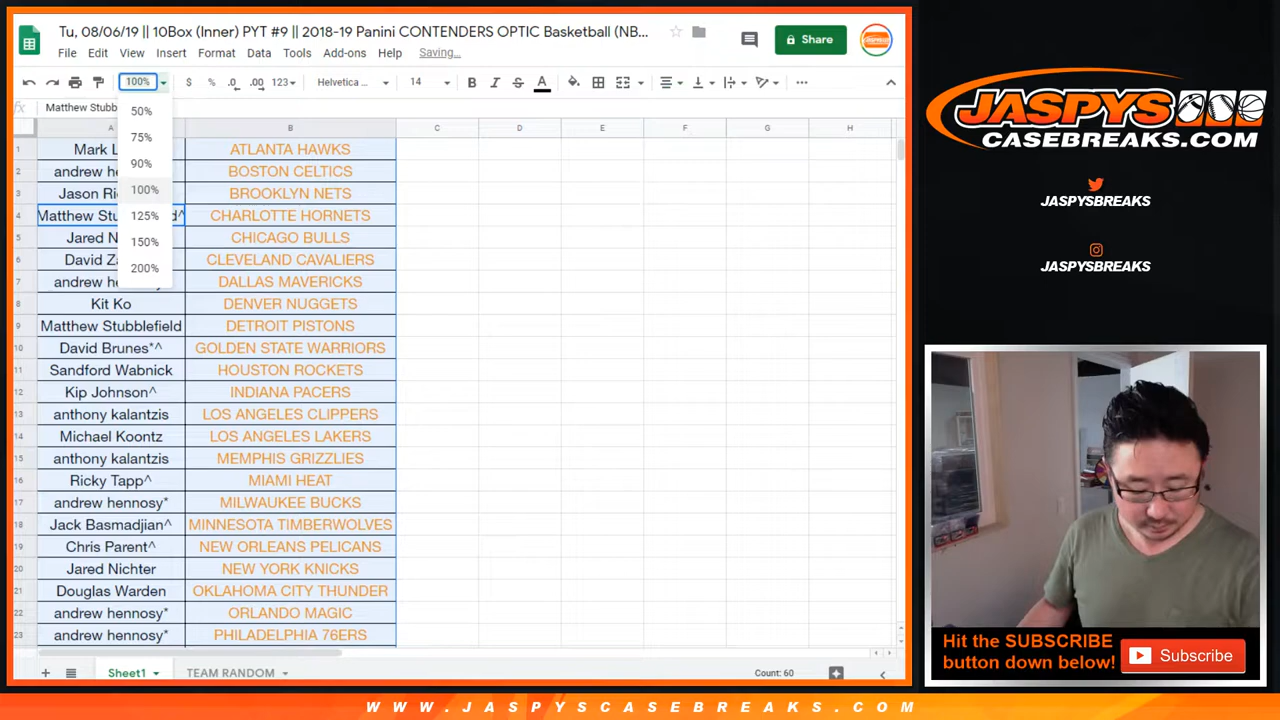 Tu, 08/06/19 || 10Box (Inner) PYT #9 || 2018-19 Panini CONTENDERS OPTIC Basketball (NB...
File Edit View Insert Format Data Tools Add-ons Help Saving...
Share
100% $ % .0 .00 123 Helvetica ... 14 B I S A ...
fx Matthew Stubb
50%
75%
90%
100%
125%
150%
200%
A B C D E F G H
1 Mark L ATLANTA HAWKS
2 andrew he BOSTON CELTICS
3 Jason Ri BROOKLYN NETS
4 Matthew Stu d^ CHARLOTTE HORNETS
5 Jared N CHICAGO BULLS
6 David Za CLEVELAND CAVALIERS
7 andrew hennosy* DALLAS MAVERICKS
8 Kit Ko DENVER NUGGETS
9 Matthew Stubblefield DETROIT PISTONS
10 David Brunes*^ GOLDEN STATE WARRIORS
11 Sandford Wabnick HOUSTON ROCKETS
12 Kip Johnson^ INDIANA PACERS
13 anthony kalantzis LOS ANGELES CLIPPERS
14 Michael Koontz LOS ANGELES LAKERS
15 anthony kalantzis MEMPHIS GRIZZLIES
16 Ricky Tapp^ MIAMI HEAT
17 andrew hennosy* MILWAUKEE BUCKS
18 Jack Basmadjian^ MINNESOTA TIMBERWOLVES
19 Chris Parent^ NEW ORLEANS PELICANS
20 Jared Nichter NEW YORK KNICKS
21 Douglas Warden OKLAHOMA CITY THUNDER
22 andrew hennosy* ORLANDO MAGIC
23 andrew hennosy* PHILADELPHIA 76ERS
Sheet1 TEAM RANDOM Count: 60
JASPYS
CASEBREAKS.COM
JASPYSBREAKS
JASPYSBREAKS
Hit the SUBSCRIBE
button down below!
Subscribe
WWW.JASPYSCASEBREAKS.COM